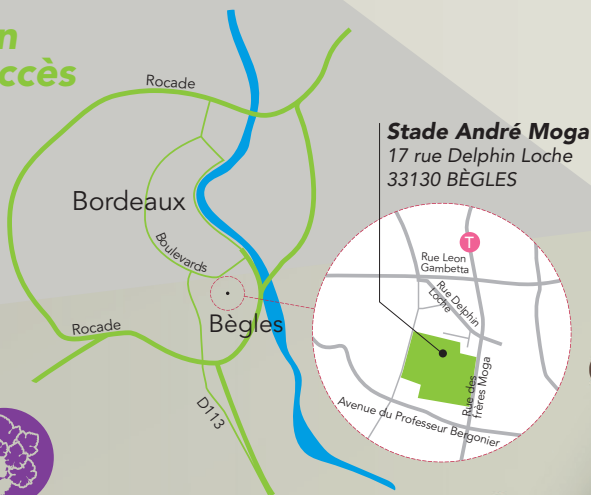 n
ccès
Rocade
Stade André Moga
17 rue Delphin Loche
33130 BÈGLES
Bordeaux
Boulevards
T
Rue Leon
Gambetta
Rue Delphin
Loche
Bègles
Rocade
Rue des
frères Moga
D113
Avenue du Professeur Bergonier